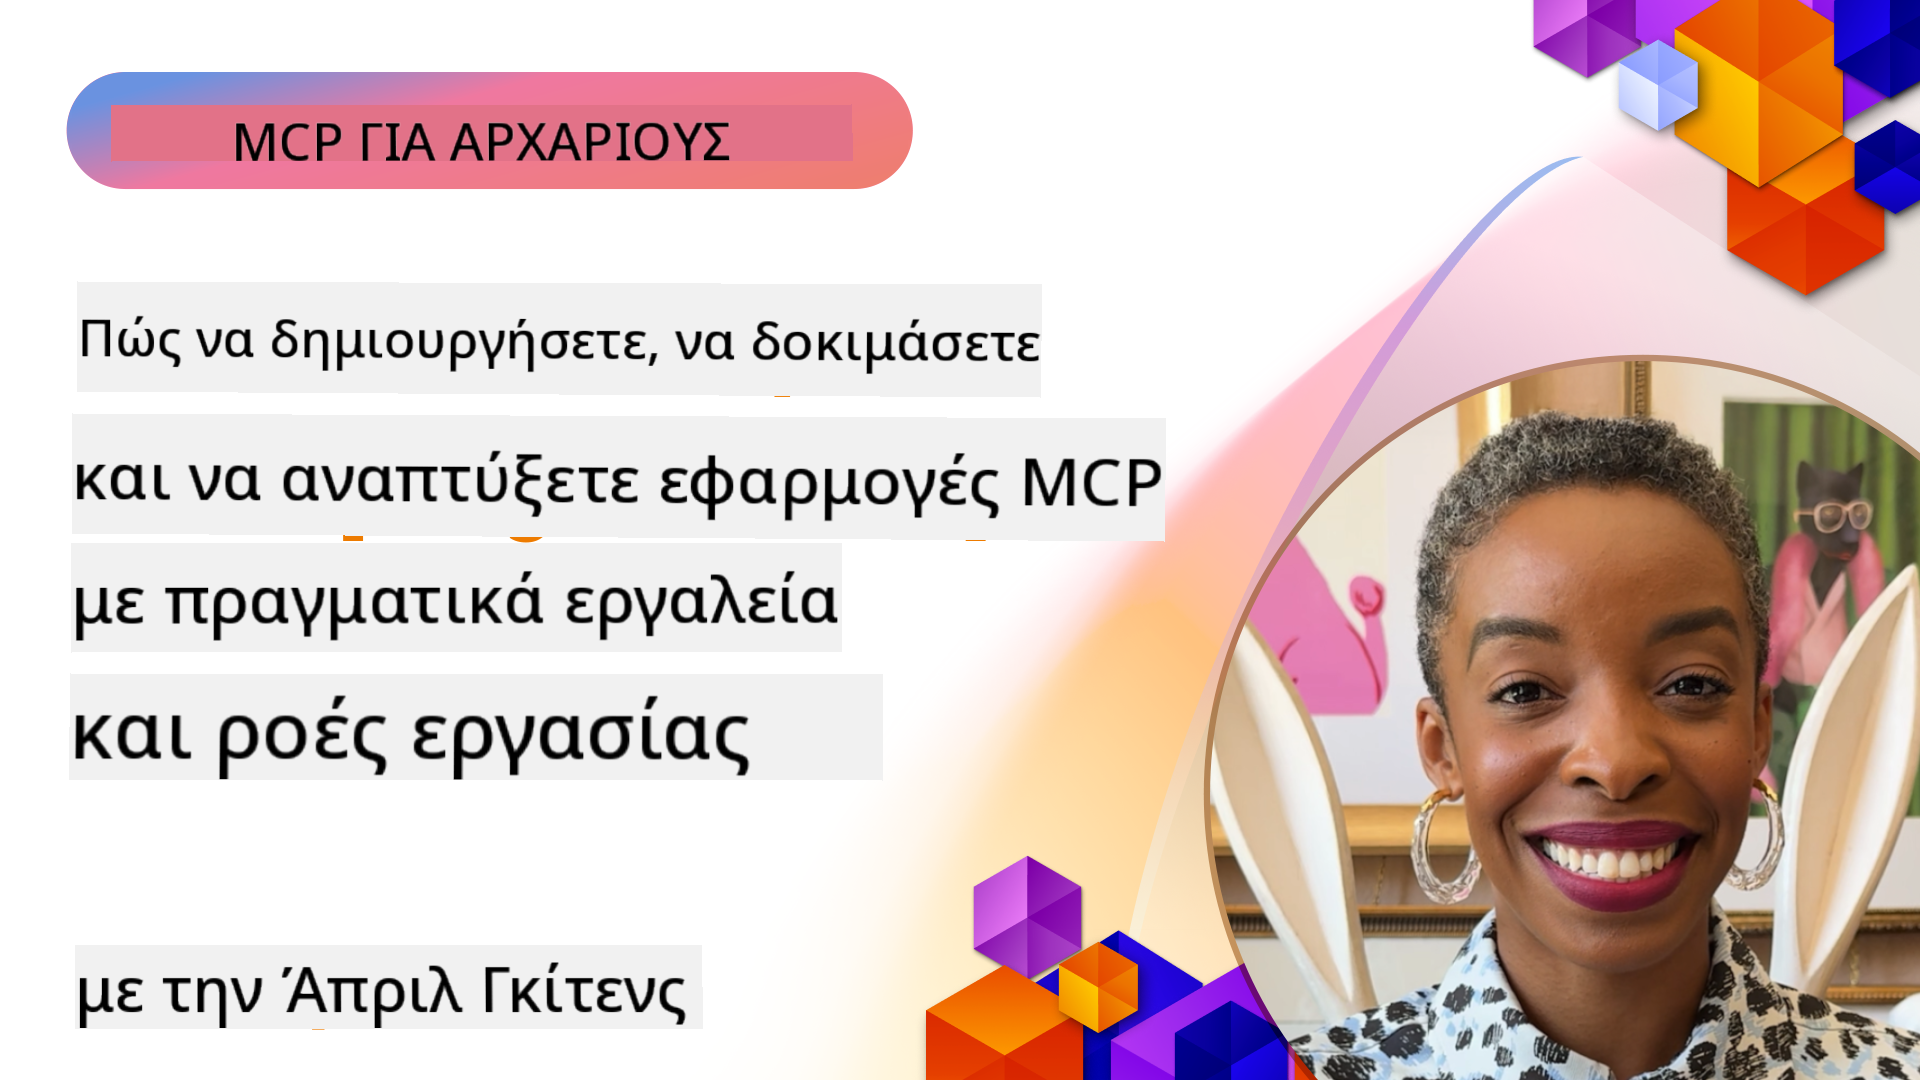 MCP ΓΙΑ ΑΡΧΑΡΙΟΥΣ
Πώς να δημιουργήσετε, να δοκιμάσετε
και να αναπτύξετε εφαρμογές MCP
με πραγματικά εργαλεία
και ροές εργασίας
με την Άπριλ Γκίτενς